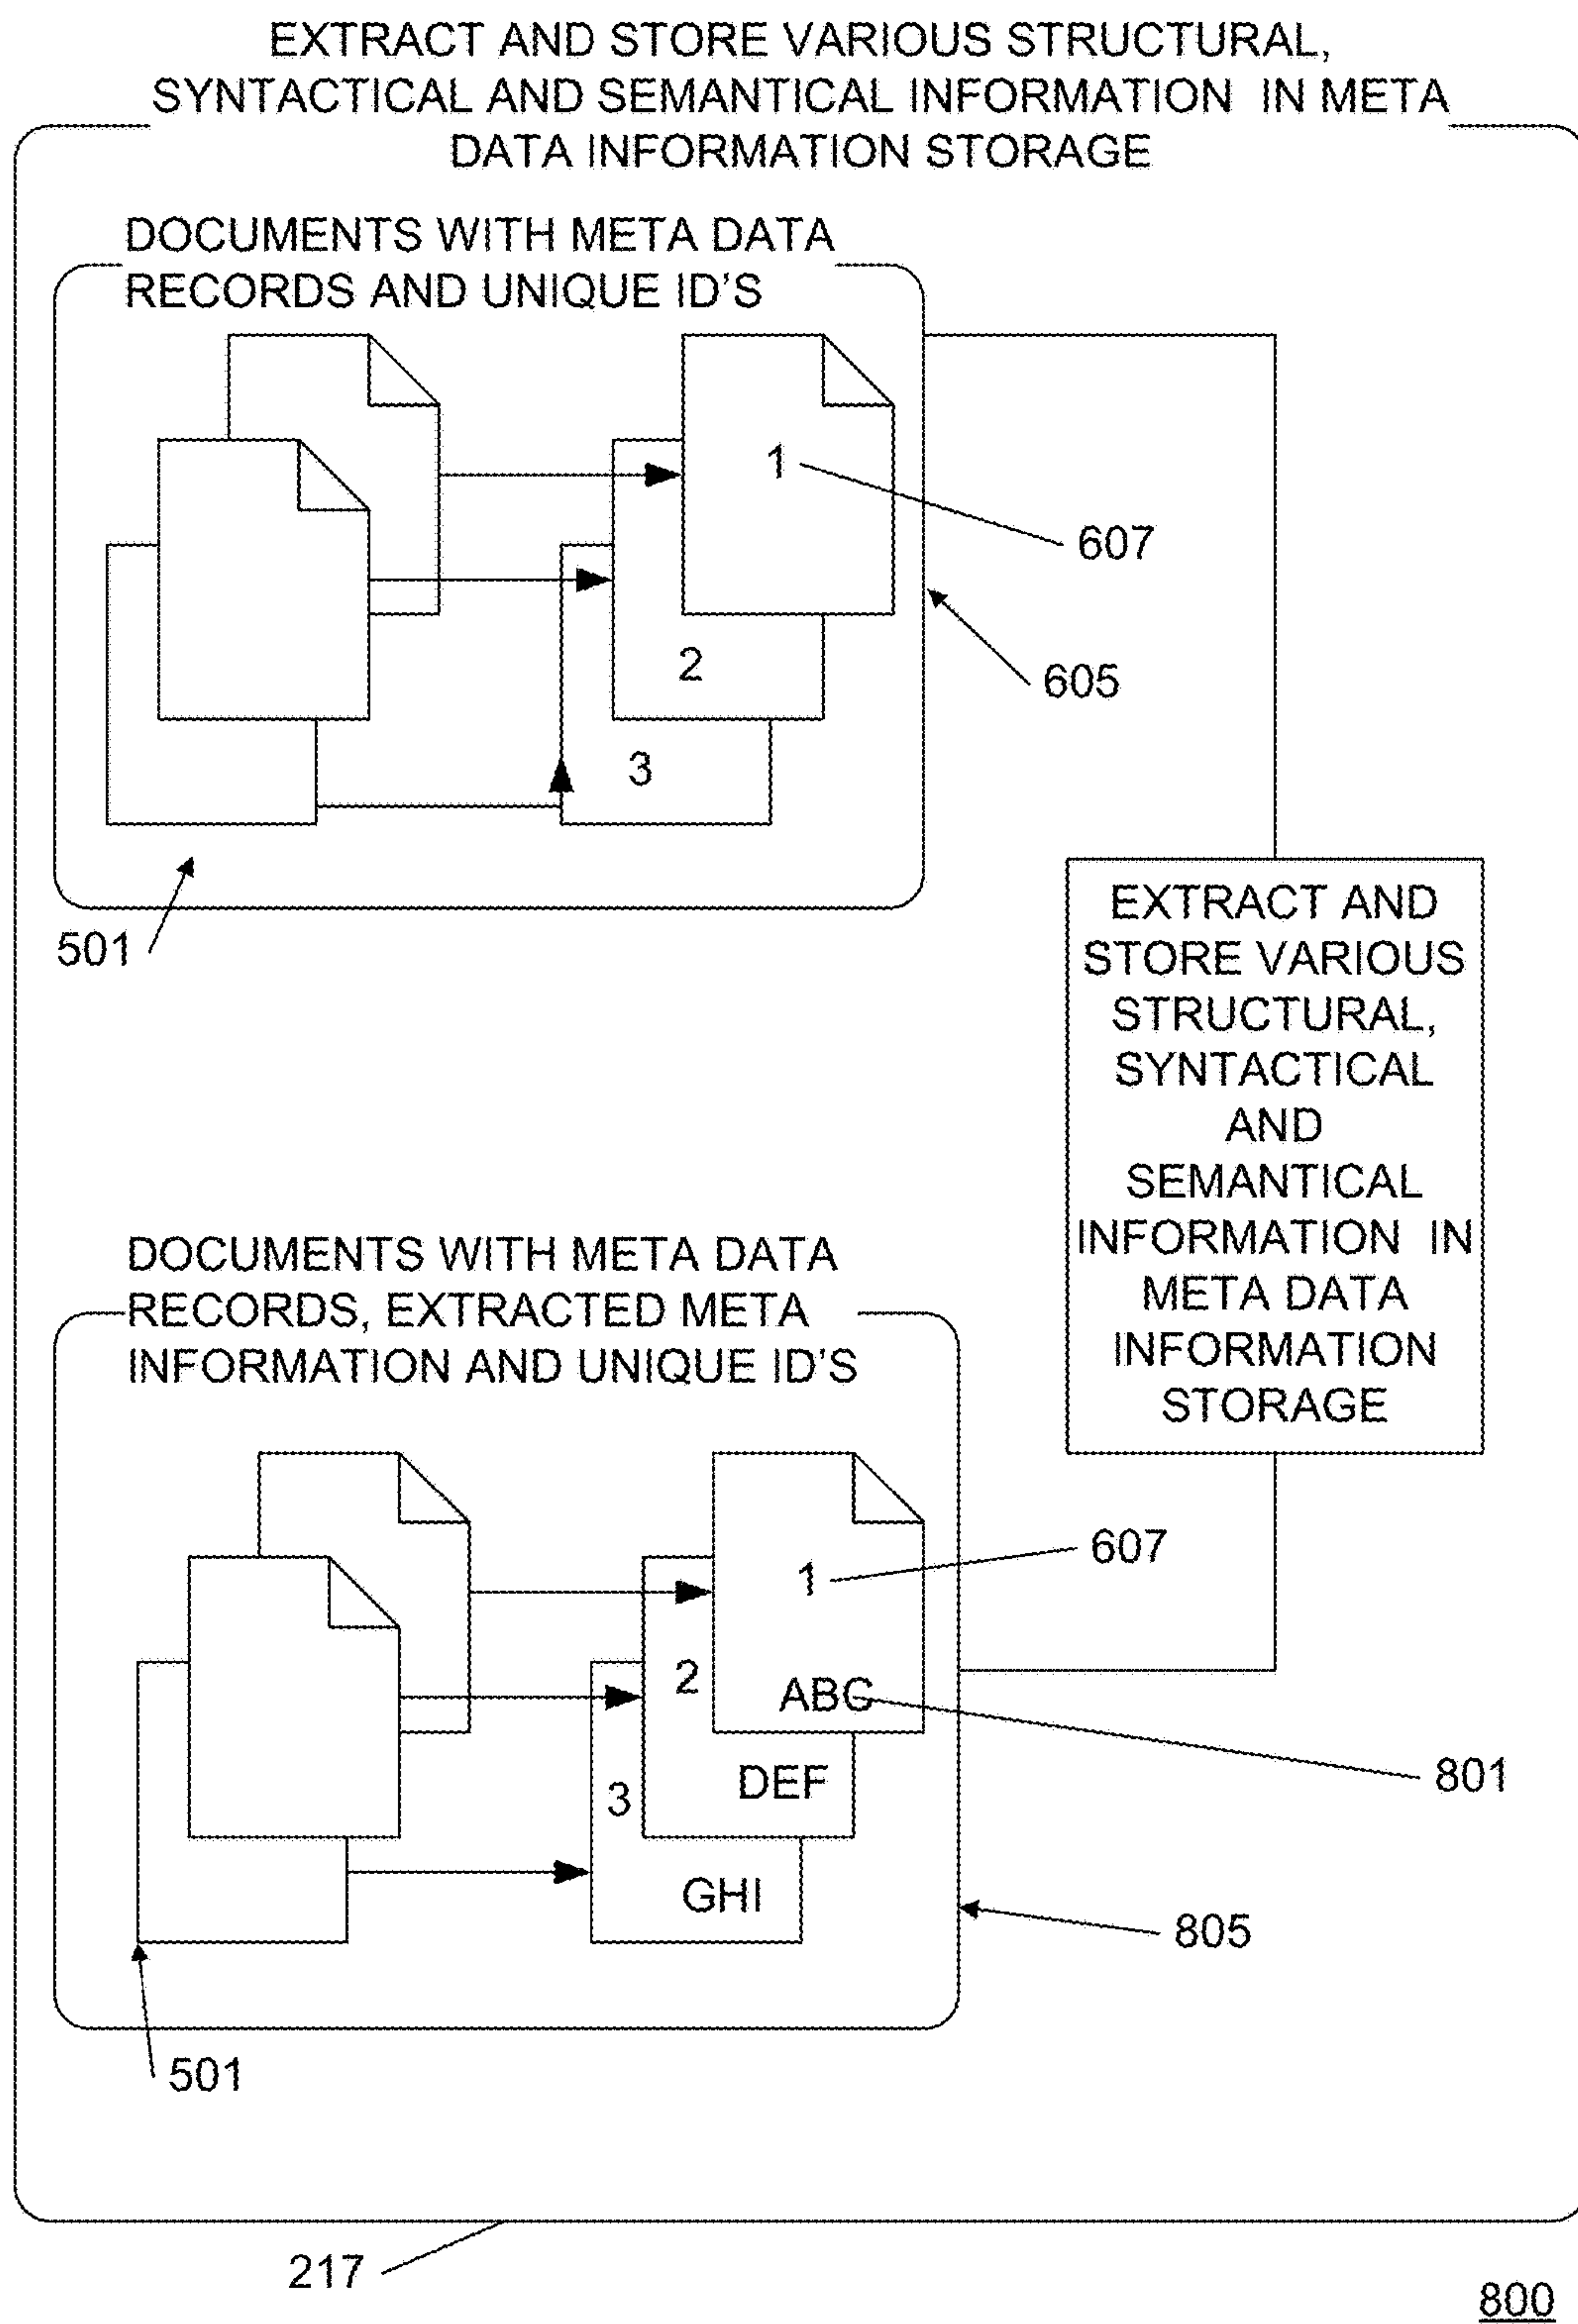 EXTRACT AND STORE VARIOUS STRUCTURAL,
SYNTACTICAL AND SEMANTICAL INFORMATION IN META
DATA INFORMATION STORAGE
DOCUMENTS WITH META DATA
RECORDS AND UNIQUE ID'S
1
607
2
605
3
501
EXTRACT AND
STORE VARIOUS
STRUCTURAL,
SYNTACTICAL
AND
SEMANTICAL
INFORMATION IN
META DATA
INFORMATION
STORAGE
DOCUMENTS WITH META DATA
RECORDS, EXTRACTED META
INFORMATION AND UNIQUE ID'S
607
1
2
ABC
801
DEF
3
GHI
805
501
217
800